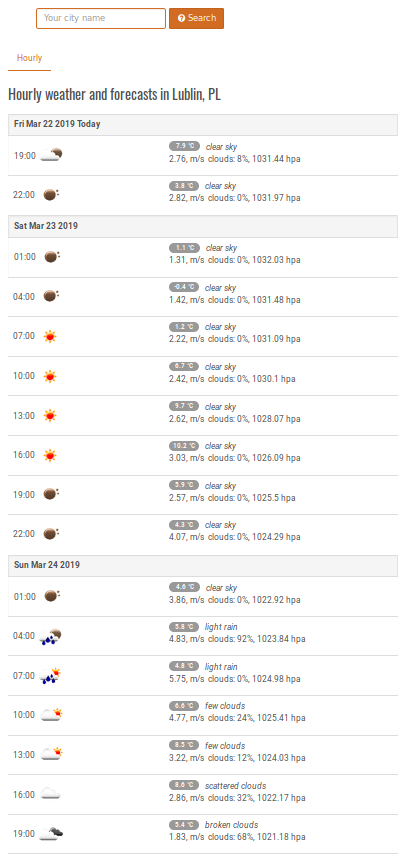 Your city name
Search
Hourly
Hourly weather and forecasts in Lublin, PL
Fri Mar 22 2019 Today
19:00 7.9 °C clear sky
2.76, m/s clouds: 8%, 1031.44 hpa
22:00 3.8 °C clear sky
2.82, m/s clouds: 0%, 1031.97 hpa
Sat Mar 23 2019
01:00 1.1 °C clear sky
1.31, m/s clouds: 0%, 1032.03 hpa
04:00 -0.4 °C clear sky
1.42, m/s clouds: 0%, 1031.48 hpa
07:00 1.2 °C clear sky
2.22, m/s clouds: 0%, 1031.09 hpa
10:00 6.7 °C clear sky
2.42, m/s clouds: 0%, 1030.1 hpa
13:00 9.7 °C clear sky
2.62, m/s clouds: 0%, 1028.07 hpa
16:00 10.2 °C clear sky
3.03, m/s clouds: 0%, 1026.09 hpa
19:00 5.9 °C clear sky
2.57, m/s clouds: 0%, 1025.5 hpa
22:00 4.3 °C clear sky
4.07, m/s clouds: 0%, 1024.29 hpa
Sun Mar 24 2019
01:00 4.6 °C clear sky
3.86, m/s clouds: 0%, 1022.92 hpa
04:00 5.8 °C light rain
4.83, m/s clouds: 92%, 1023.84 hpa
07:00 4.8 °C light rain
5.75, m/s clouds: 0%, 1024.98 hpa
10:00 6.6 °C few clouds
4.77, m/s clouds: 24%, 1025.41 hpa
13:00 8.5 °C few clouds
3.22, m/s clouds: 12%, 1024.03 hpa
16:00 8.6 °C scattered clouds
2.86, m/s clouds: 32%, 1022.17 hpa
19:00 5.4 °C broken clouds
1.83, m/s clouds: 68%, 1021.18 hpa